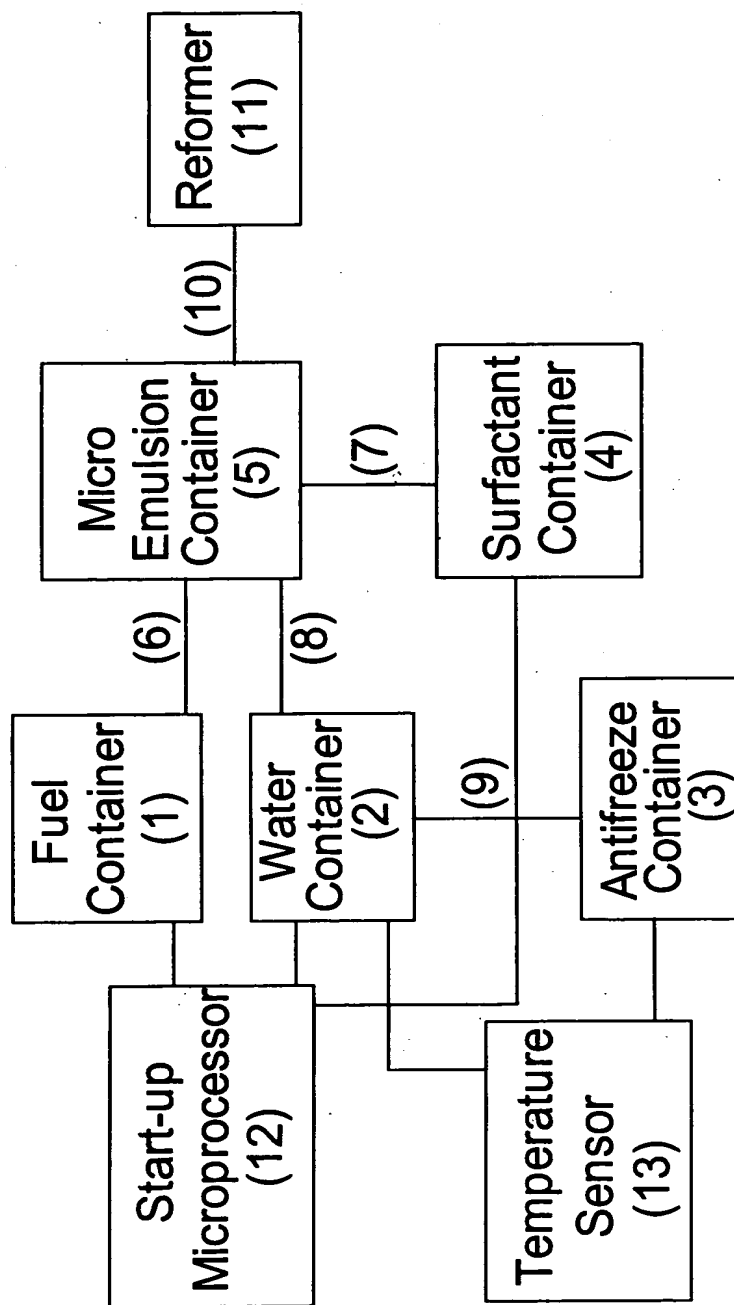 Start-up
Microprocessor
(12)
Fuel
Container
(1)
(6)
Micro
Emulsion
Container
(5)
(10)
Reformer
(11)
Water
Container
(2)
(8)
(7)
(9)
Surfactant
Container
(4)
Temperature
Sensor
(13)
Antifreeze
Container
(3)